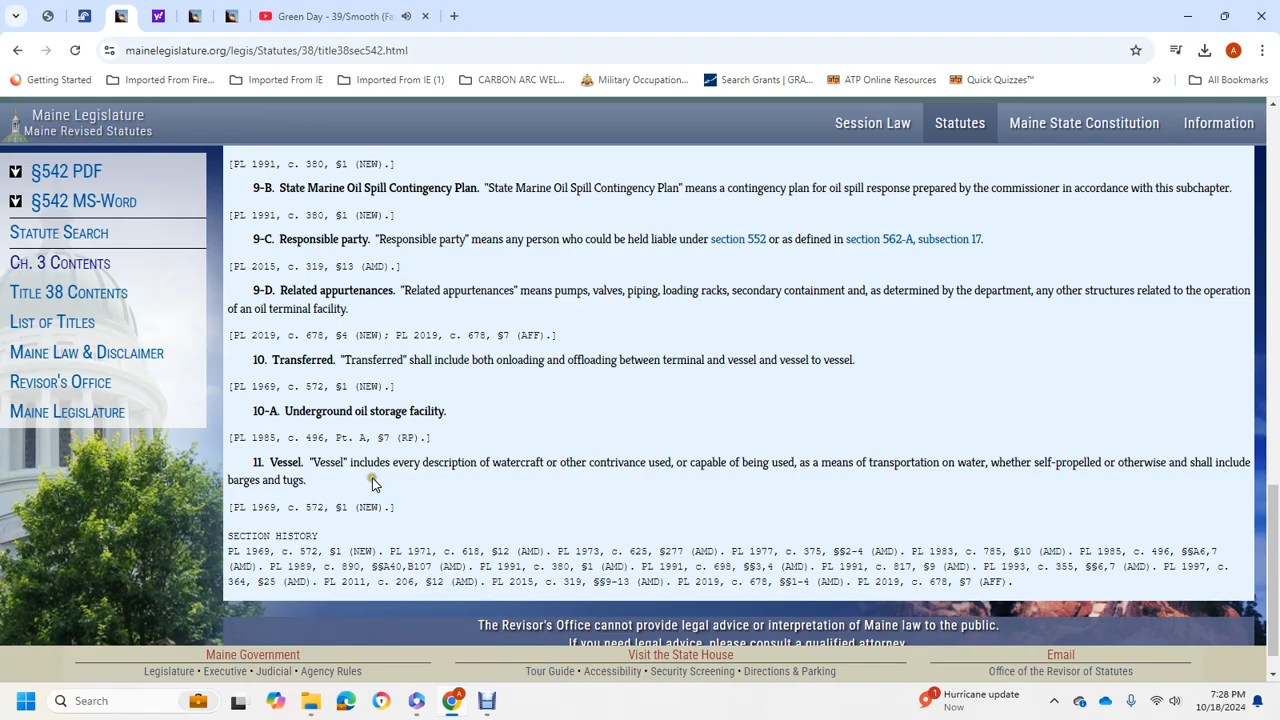 Green Day - 39/Smooth (Fa
mainelegislature.org/legis/Statutes/38/title38sec542.html
Getting Started
Imported From Fire...
Imported From IE
Imported From IE (1)
CARBON ARC WEL...
Military Occupation...
Search Grants | GRA...
ATP Online Resources
Quick Quizzes™
All Bookmarks
Maine Legislature
Maine Revised Statutes
Session Law
Statutes
Maine State Constitution
Information
§542 PDF
§542 MS-Word
Statute Search
Ch. 3 Contents
Title 38 Contents
List of Titles
Maine Law & Disclaimer
Revisor's Office
Maine Legislature
[PL 1991, c. 380, §1 (NEW).]
9-B. State Marine Oil Spill Contingency Plan. "State Marine Oil Spill Contingency Plan" means a contingency plan for oil spill response prepared by the commissioner in accordance with this subchapter.
[PL 1991, c. 380, §1 (NEW).]
9-C. Responsible party. "Responsible party" means any person who could be held liable under section 552 or as defined in section 562-A, subsection 17.
[PL 2015, c. 319, §13 (AMD).]
9-D. Related appurtenances. "Related appurtenances" means pumps, valves, piping, loading racks, secondary containment and, as determined by the department, any other structures related to the operation
of an oil terminal facility.
[PL 2019, c. 678, §4 (NEW); PL 2019, c. 678, §7 (AFF).]
10. Transferred. "Transferred" shall include both onloading and offloading between terminal and vessel and vessel to vessel.
[PL 1969, c. 572, §1 (NEW).]
10-A. Underground oil storage facility.
[PL 1985, c. 496, Pt. A, §7 (RP).]
11. Vessel. "Vessel" includes every description of watercraft or other contrivance used, or capable of being used, as a means of transportation on water, whether self-propelled or otherwise and shall include
barges and tugs.
[PL 1969, c. 572, §1 (NEW).]
SECTION HISTORY
PL 1969, c. 572, §1 (NEW). PL 1971, c. 618, §12 (AMD). PL 1973, c. 625, §277 (AMD). PL 1977, c. 375, §§2-4 (AMD). PL 1983, c. 785, §10 (AMD). PL 1985, c. 496, §§A6,7
(AMD). PL 1989, c. 890, §§A40,B107 (AMD). PL 1991, c. 380, §1 (AMD). PL 1991, c. 698, §§3,4 (AMD). PL 1991, c. 817, §9 (AMD). PL 1993, c. 355, §§6,7 (AMD). PL 1997, c.
364, §25 (AMD). PL 2011, c. 206, §12 (AMD). PL 2015, c. 319, §§9-13 (AMD). PL 2019, c. 678, §§1-4 (AMD). PL 2019, c. 678, §7 (AFF).
The Revisor's Office cannot provide legal advice or interpretation of Maine law to the public.
If you need legal advice, please consult a qualified attorney.
Maine Government
Legislature • Executive • Judicial • Agency Rules
Visit the State House
Tour Guide • Accessibility • Security Screening • Directions & Parking
Email
Office of the Revisor of Statutes
Search
Hurricane update
Now
7:28 PM
10/18/2024